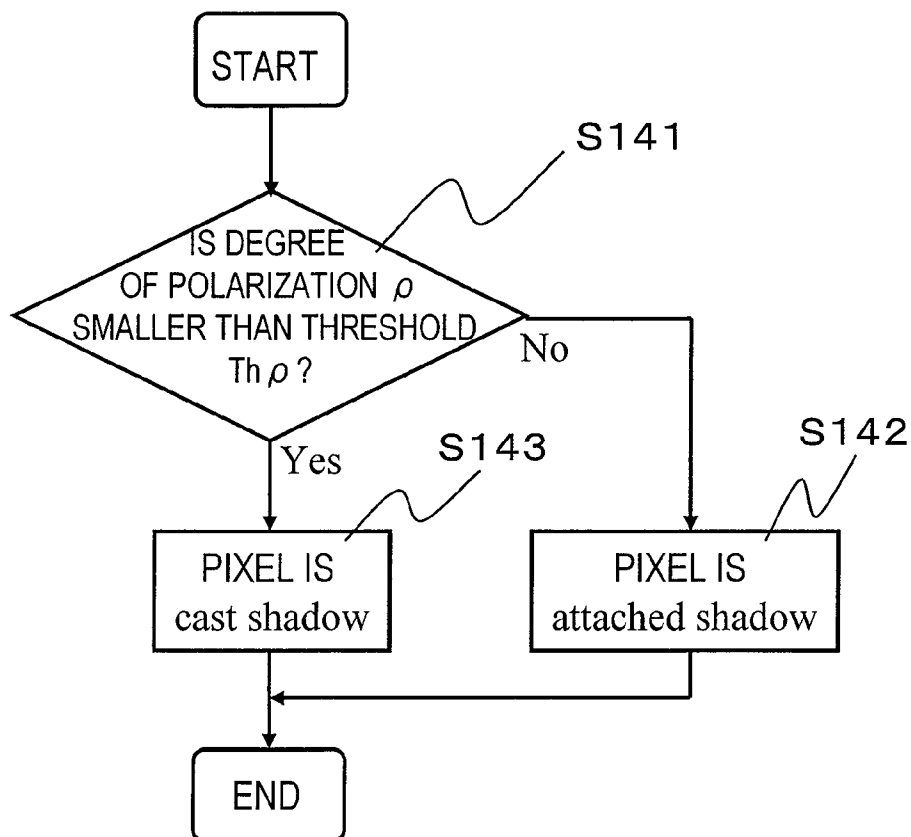 START
S141
IS DEGREE
OF POLARIZATION ρ
SMALLER THAN THRESHOLD
Th ρ ?
No
Yes
S143
S142
PIXEL IS
cast shadow
PIXEL IS
attached shadow
END